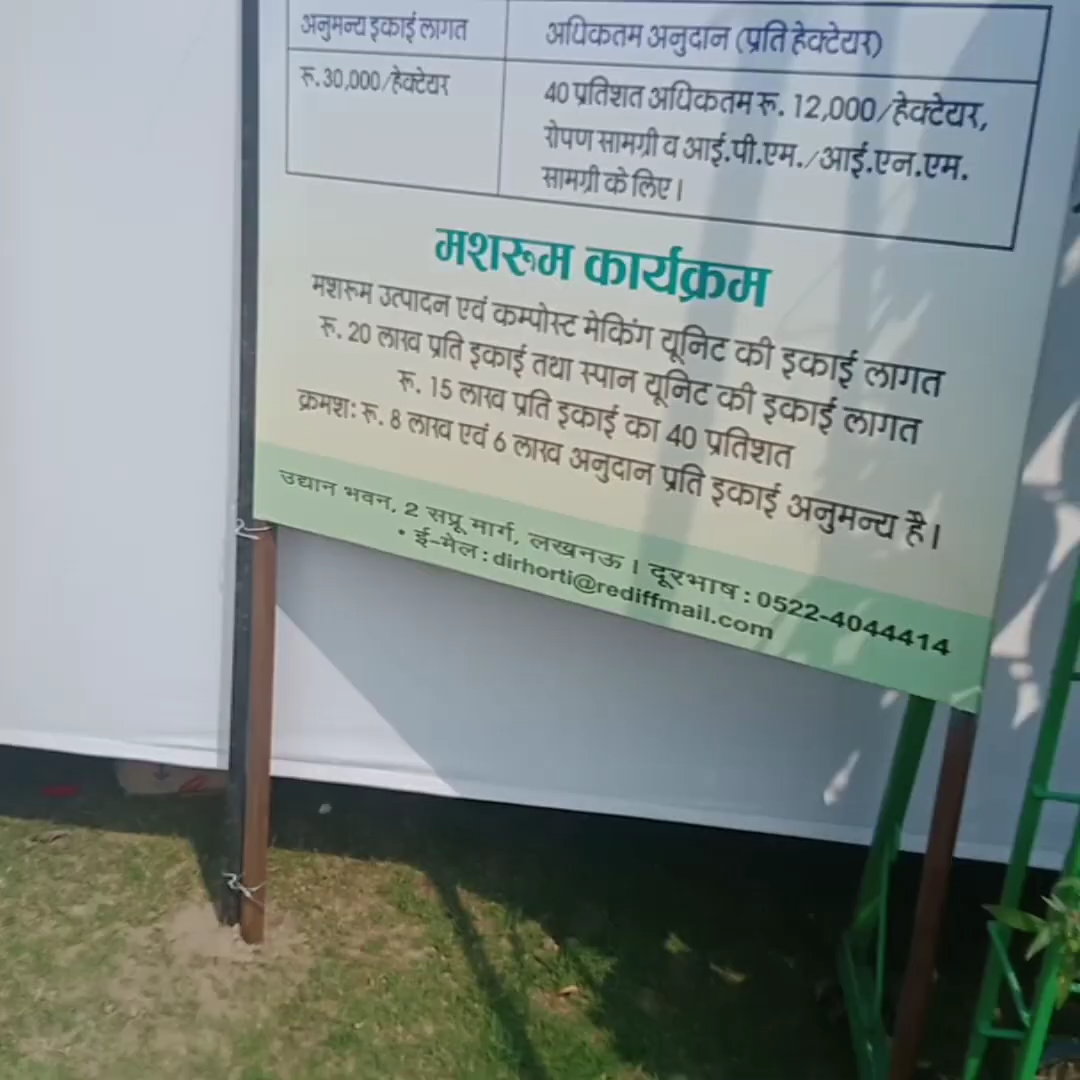 अनुमन्य इकाई लागत
अधिकतम अनुदान (प्रति हेक्टेयर)
रू. 30,000/हेक्टेयर
40 प्रतिशत अधिकतम रू. 12,000/हेक्टेयर,
रोपण सामग्री व आई.पी.एम./आई.एन.एम.
सामग्री के लिए।
मशरूम कार्यक्रम
मशरूम उत्पादन एवं कम्पोस्ट मेकिंग यूनिट की इकाई लागत
रू. 20 लाख प्रति इकाई तथा स्पान यूनिट की इकाई लागत
रू. 15 लाख प्रति इकाई का 40 प्रतिशत
क्रमशः रू. 8 लाख एवं 6 लाख अनुदान प्रति इकाई अनुमन्य है।
उद्यान भवन, 2 सप्रू मार्ग, लखनऊ। दूरभाष : 0522-4044414
• ई-मेल : dirhorti@rediffmail.com